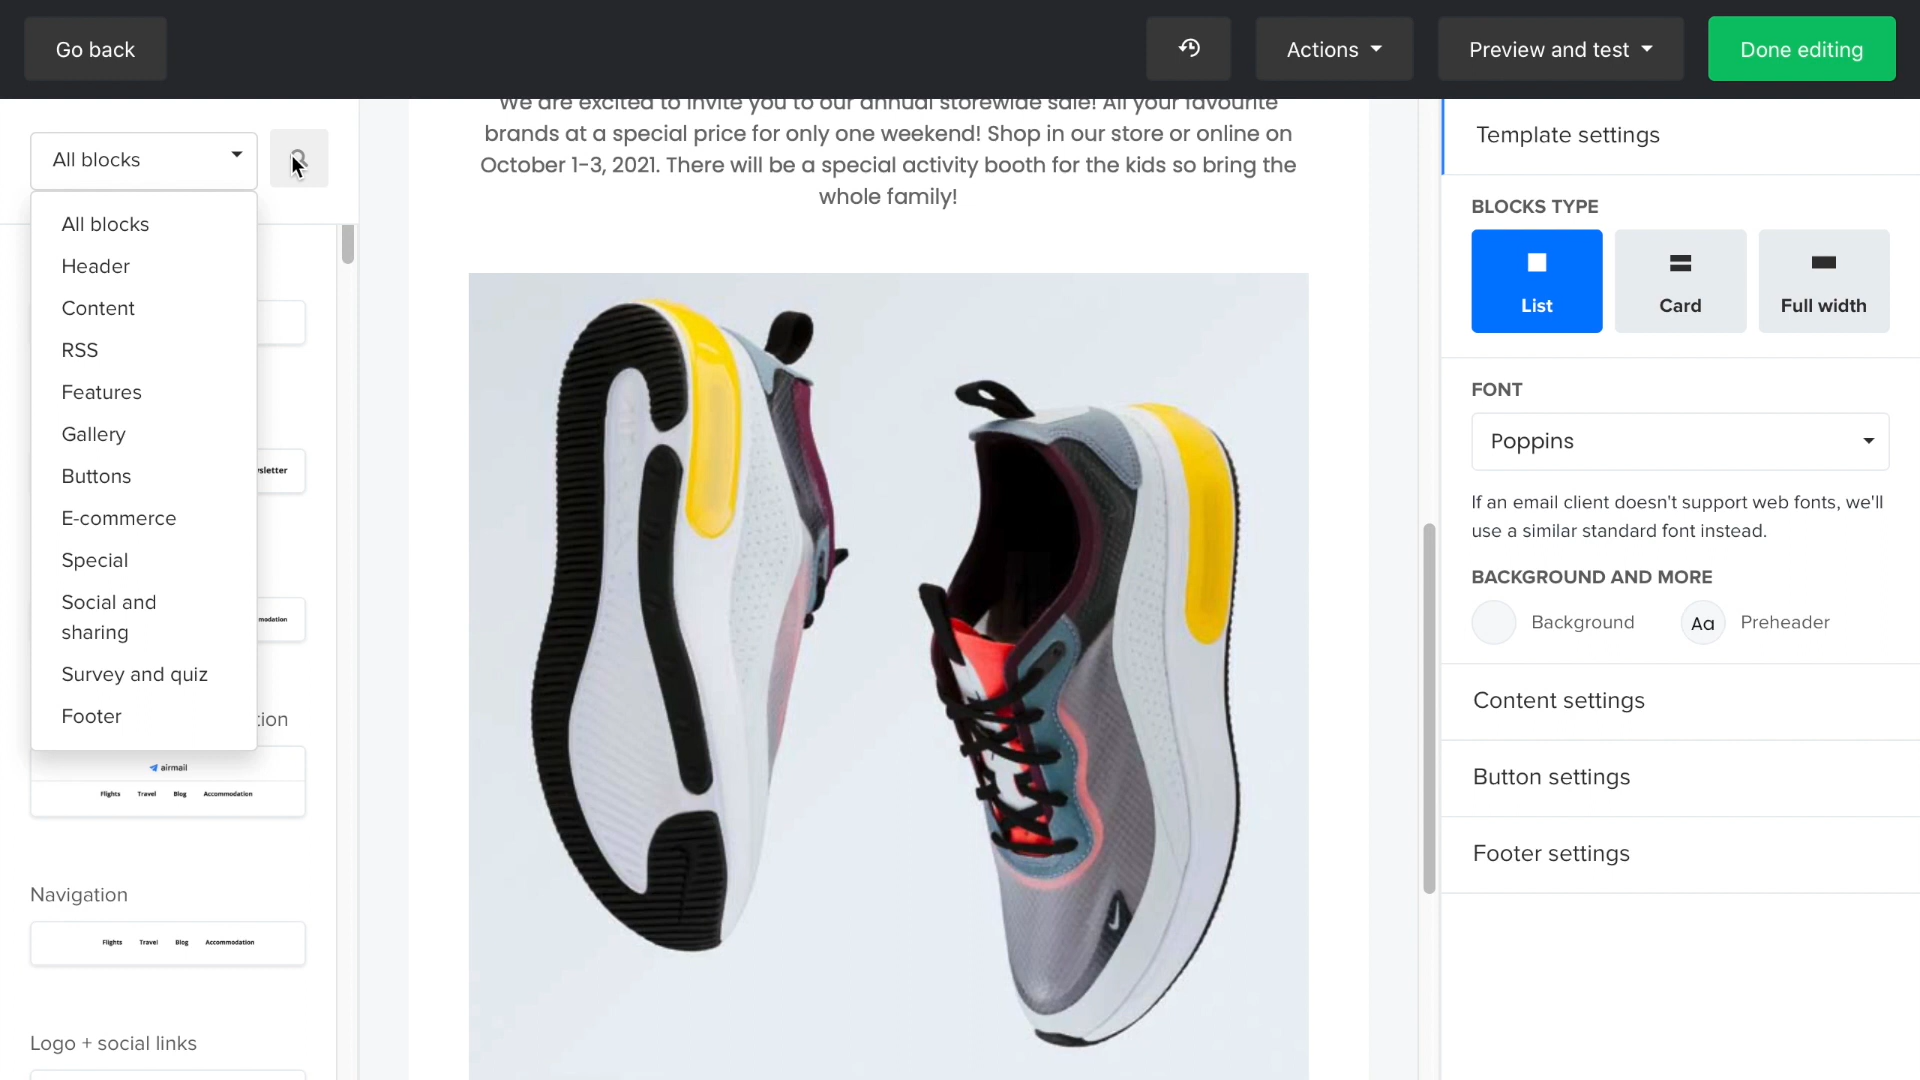 Go back
Actions
Preview and test
Done editing
All blocks
All blocks
Header
Content
RSS
Features
Gallery
Buttons
E-commerce
Special
Social and
sharing
Survey and quiz
Footer
sletter
modation
tion
airmail
Flights Travel Blog Accommodation
Navigation
Flights Travel Blog Accommodation
Logo + social links
We are excited to invite you to our annual storewide sale! All your favourite
brands at a special price for only one weekend! Shop in our store or online on
October 1-3, 2021. There will be a special activity booth for the kids so bring the
whole family!
Template settings
BLOCKS TYPE
List
Card
Full width
FONT
Poppins
If an email client doesn't support web fonts, we'll
use a similar standard font instead.
BACKGROUND AND MORE
Background
Aa Preheader
Content settings
Button settings
Footer settings